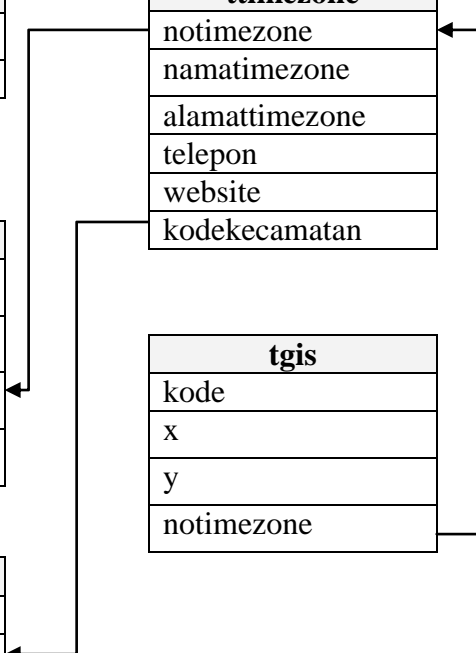 notimezone
namatimezone
alamattimezone
telepon
website
kodekecamatan
tgis
kode
x
y
notimezone